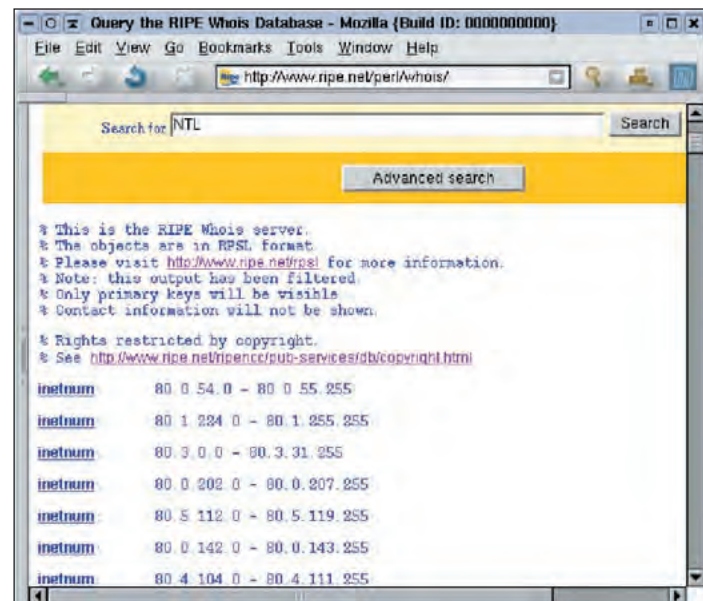 Query the RIPE Whois Database - Mozilla {Build ID: 0000000000}
File Edit View Go Bookmarks Tools Window Help
http://www.ripe.net/perl/whois/
Search for NTL Search
Advanced search
% This is the RIPE Whois server.
% The objects are in RPSL format.
% Please visit http://www.ripe.net/rpsl for more information.
% Note: this output has been filtered.
% Only primary keys will be visible.
% Contact information will not be shown.
% Rights restricted by copyright.
% See http://www.ripe.net/ripencc/pub-services/db/copyright.html
inetnum: 80.0.54.0 - 80.0.55.255
inetnum: 80.1.224.0 - 80.1.255.255
inetnum: 80.3.0.0 - 80.3.31.255
inetnum: 80.0.202.0 - 80.0.207.255
inetnum: 80.5.112.0 - 80.5.119.255
inetnum: 80.0.142.0 - 80.0.143.255
inetnum: 80.4.104.0 - 80.4.111.255